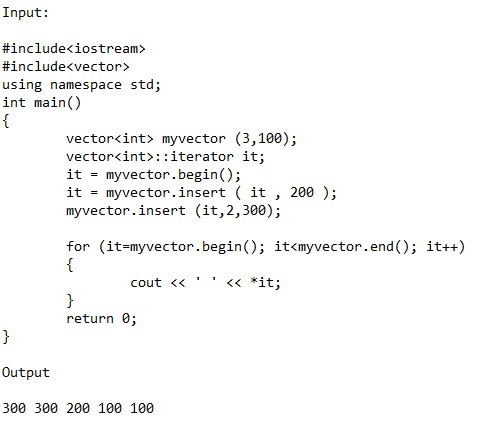 Input:

#include<iostream>
#include<vector>
using namespace std;
int main()
{
        vector<int> myvector (3,100);
        vector<int>::iterator it;
        it = myvector.begin();
        it = myvector.insert ( it , 200 );
        myvector.insert (it,2,300);

        for (it=myvector.begin(); it<myvector.end(); it++)
        {
                cout << ' ' << *it;
        }
        return 0;
}

Output

300 300 200 100 100